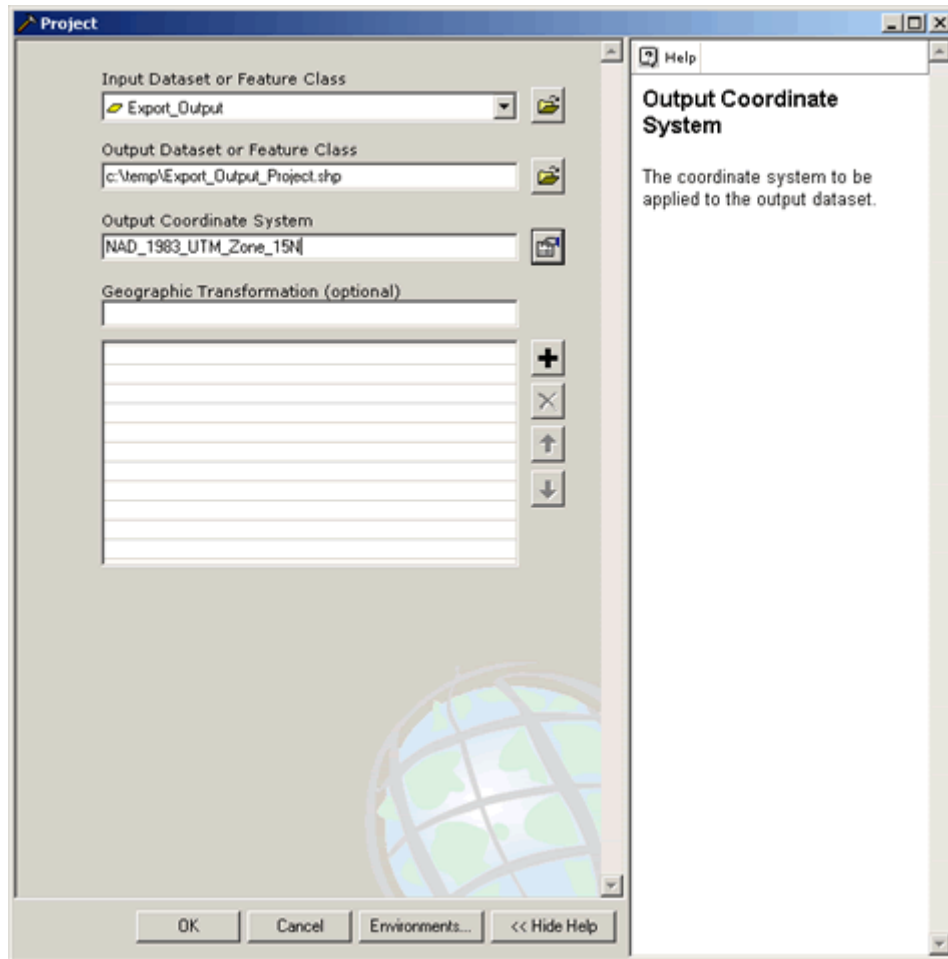 Project
Input Dataset or Feature Class
Export_Output
Output Dataset or Feature Class
c:\temp\Export_Output_Project.shp
Output Coordinate System
NAD_1983_UTM_Zone_15N
Geographic Transformation (optional)
OK
Cancel
Environments...
<< Hide Help
Help
Output Coordinate
System
The coordinate system to be
applied to the output dataset.